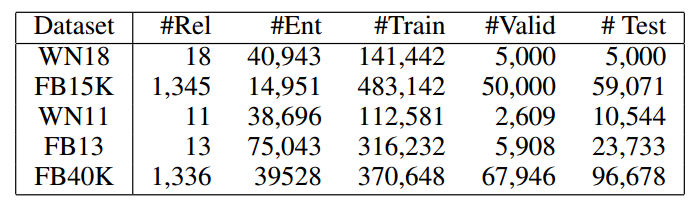 Dataset #Rel #Ent #Train #Valid # Test
WN18 18 40,943 141,442 5,000 5,000
FB15K 1,345 14,951 483,142 50,000 59,071
WN11 11 38,696 112,581 2,609 10,544
FB13 13 75,043 316,232 5,908 23,733
FB40K 1,336 39528 370,648 67,946 96,678